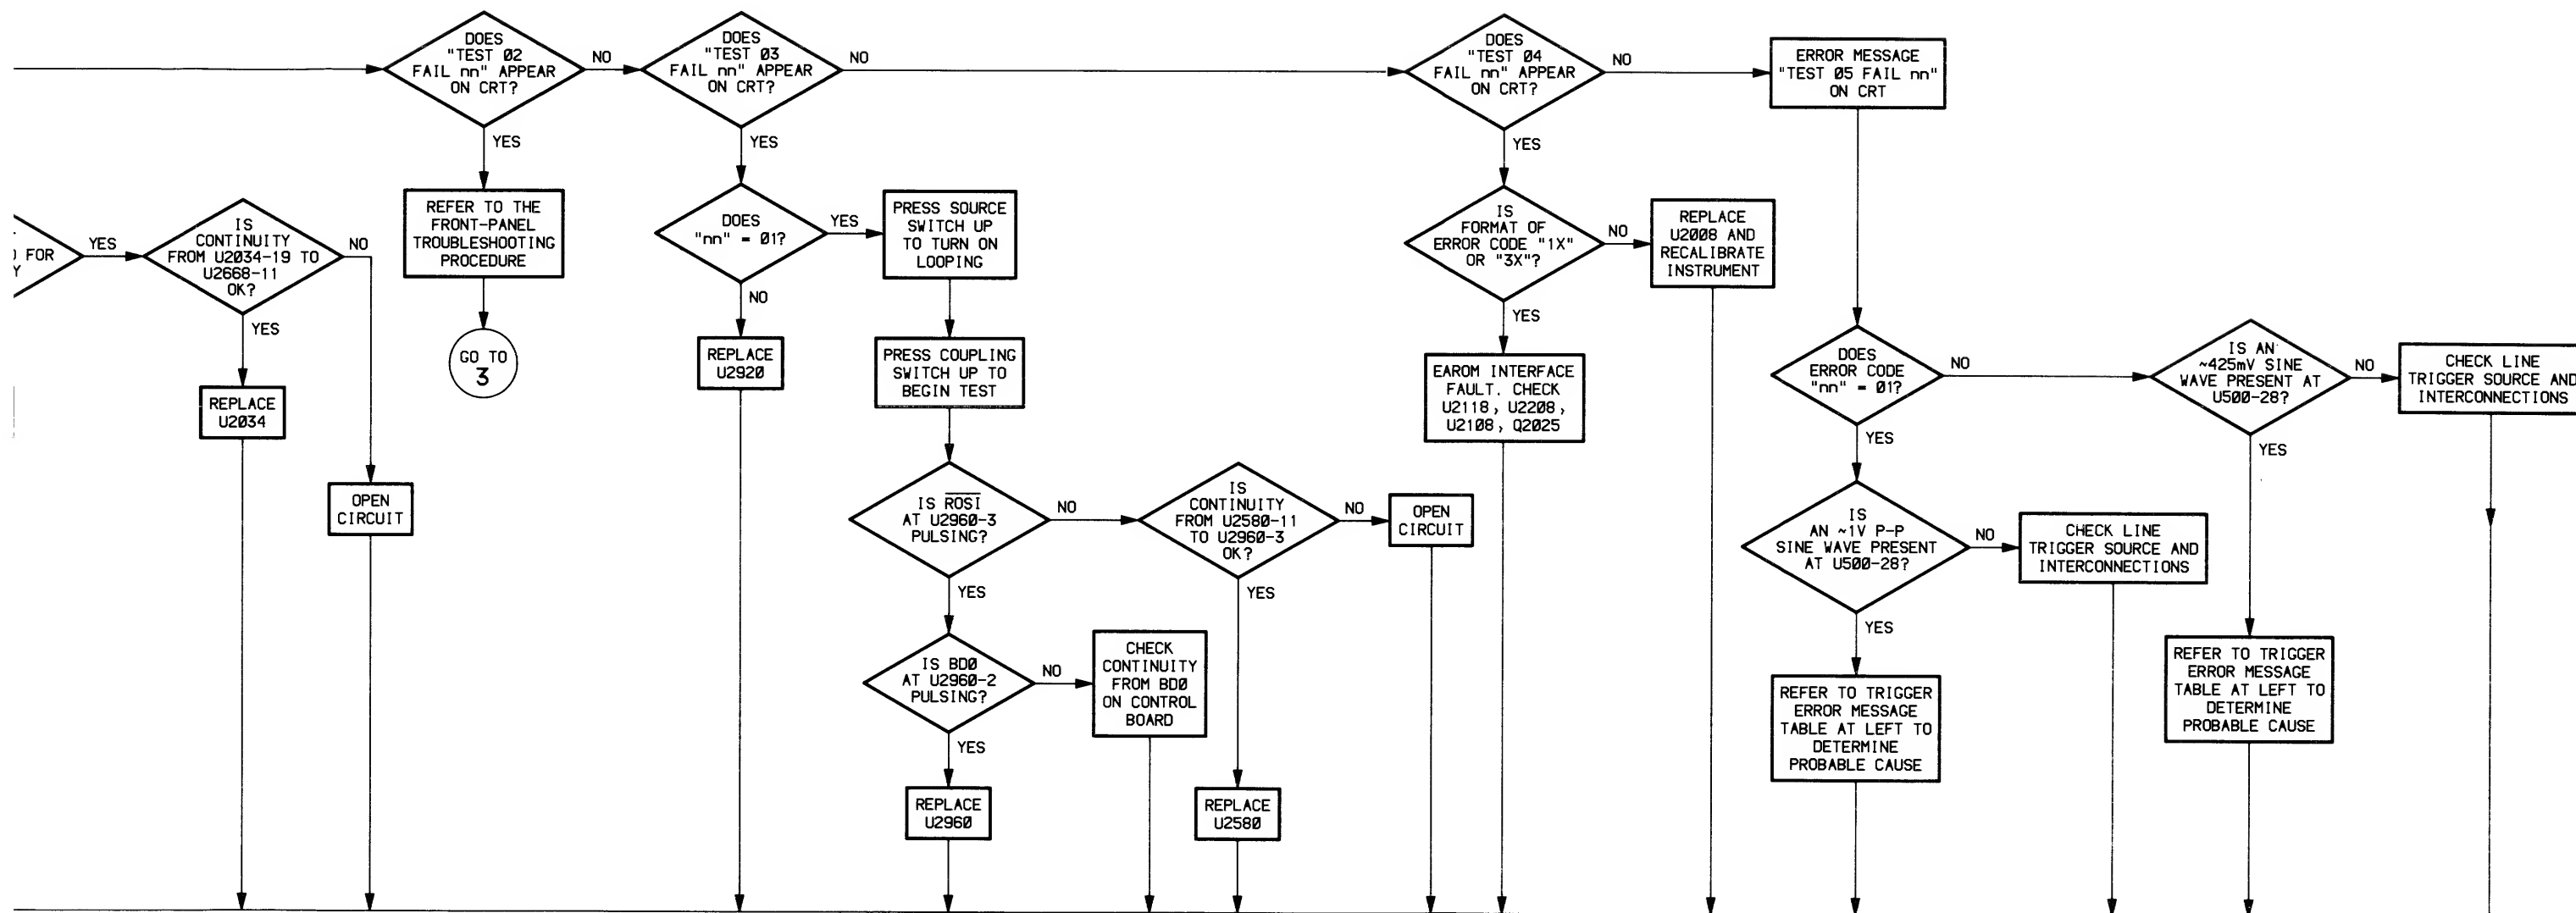 DOES
"TEST 02
FAIL nn" APPEAR
ON CRT?
NO
YES
DOES
"TEST 03
FAIL nn" APPEAR
ON CRT?
NO
YES
DOES
"TEST 04
FAIL nn" APPEAR
ON CRT?
NO
YES
ERROR MESSAGE
"TEST 05 FAIL nn"
ON CRT
FOR
YES
IS
CONTINUITY
FROM U2034-19 TO
U2668-11
OK?
NO
YES
REPLACE
U2034
OPEN
CIRCUIT
REFER TO THE
FRONT-PANEL
TROUBLESHOOTING
PROCEDURE
GO TO
3
DOES
"nn" = 01?
YES
NO
REPLACE
U2920
PRESS SOURCE
SWITCH UP
TO TURN ON
LOOPING
PRESS COUPLING
SWITCH UP TO
BEGIN TEST
IS R̅O̅S̅I̅
AT U2960-3
PULSING?
NO
YES
IS
CONTINUITY
FROM U2580-11
TO U2960-3
OK?
NO
YES
OPEN
CIRCUIT
IS BD0
AT U2960-2
PULSING?
NO
YES
CHECK
CONTINUITY
FROM BD0
ON CONTROL
BOARD
REPLACE
U2960
REPLACE
U2580
IS
FORMAT OF
ERROR CODE "1X"
OR "3X"?
NO
YES
REPLACE
U2008 AND
RECALIBRATE
INSTRUMENT
EAROM INTERFACE
FAULT. CHECK
U2118, U2208,
U2108, Q2025
DOES
ERROR CODE
"nn" = 01?
NO
YES
IS AN
~425mV SINE
WAVE PRESENT AT
U500-28?
NO
YES
CHECK LINE
TRIGGER SOURCE AND
INTERCONNECTIONS
IS
AN ~1V P-P
SINE WAVE PRESENT
AT U500-28?
NO
YES
CHECK LINE
TRIGGER SOURCE AND
INTERCONNECTIONS
REFER TO TRIGGER
ERROR MESSAGE
TABLE AT LEFT TO
DETERMINE
PROBABLE CAUSE
REFER TO TRIGGER
ERROR MESSAGE
TABLE AT LEFT TO
DETERMINE
PROBABLE CAUSE